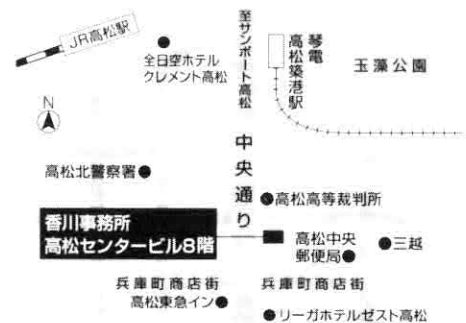 JR高松駅
全日空ホテル
クレメント高松
至サンポート高松
琴電
高松築港駅
玉藻公園
N
中央通り
高松北警察署
高松高等裁判所
香川事務所
高松センタービル8階
高松中央
郵便局
三越
兵庫町商店街
兵庫町商店街
高松東急イン
リーガホテルゼスト高松